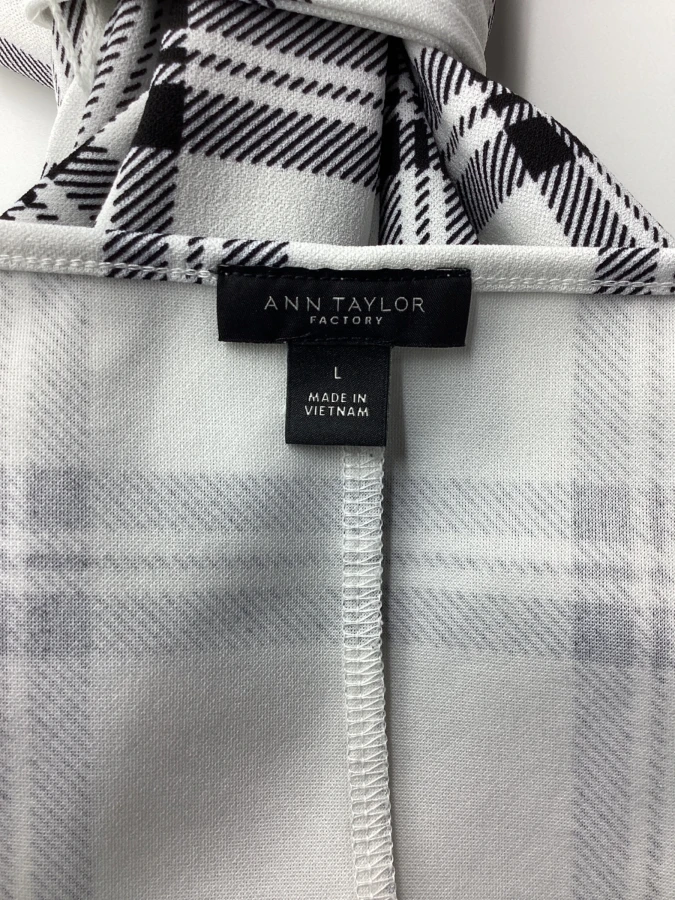 ANN TAYLOR
FACTORY
L
MADE IN
VIETNAM